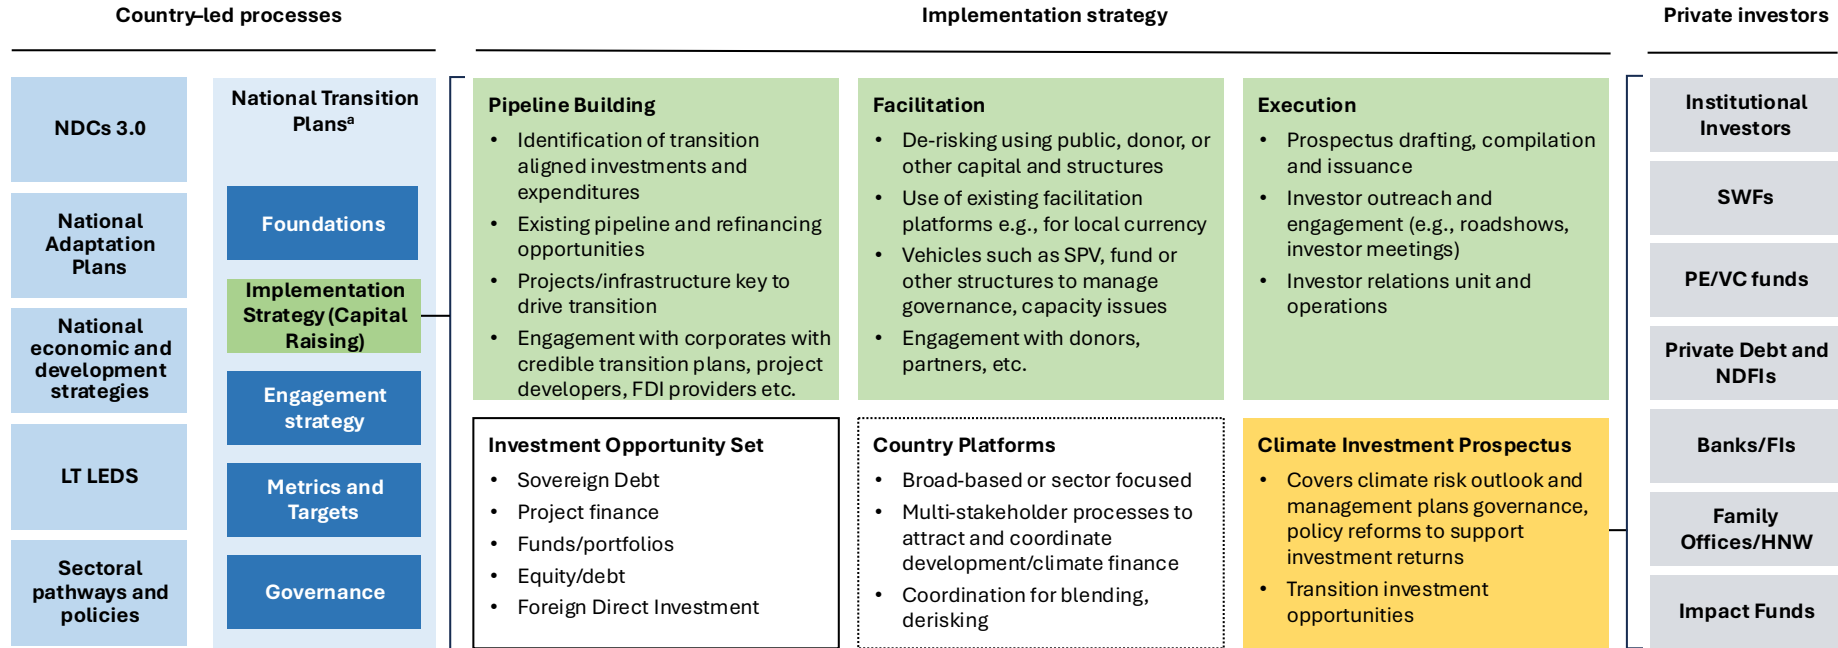 Country-led processes
Implementation strategy
Private investors
NDCs 3.0
National
Adaptation
Plans
National
economic and
development
strategies
LT LEDS
Sectoral
pathways and
policies
National Transition
Plansᵃ
Foundations
Implementation
Strategy (Capital
Raising)
Engagement
strategy
Metrics and
Targets
Governance
Pipeline Building
• Identification of transition
aligned investments and
expenditures
• Existing pipeline and refinancing
opportunities
• Projects/infrastructure key to
drive transition
• Engagement with corporates with
credible transition plans, project
developers, FDI providers etc.
Facilitation
• De-risking using public, donor, or
other capital and structures
• Use of existing facilitation
platforms e.g., for local currency
• Vehicles such as SPV, fund or
other structures to manage
governance, capacity issues
• Engagement with donors,
partners, etc.
Execution
• Prospectus drafting, compilation
and issuance
• Investor outreach and
engagement (e.g., roadshows,
investor meetings)
• Investor relations unit and
operations
Investment Opportunity Set
• Sovereign Debt
• Project finance
• Funds/portfolios
• Equity/debt
• Foreign Direct Investment
Country Platforms
• Broad-based or sector focused
• Multi-stakeholder processes to
attract and coordinate
development/climate finance
• Coordination for blending,
derisking
Climate Investment Prospectus
• Covers climate risk outlook and
management plans governance,
policy reforms to support
investment returns
• Transition investment
opportunities
Institutional
Investors
SWFs
PE/VC funds
Private Debt and
NDFIs
Banks/FIs
Family
Offices/HNW
Impact Funds